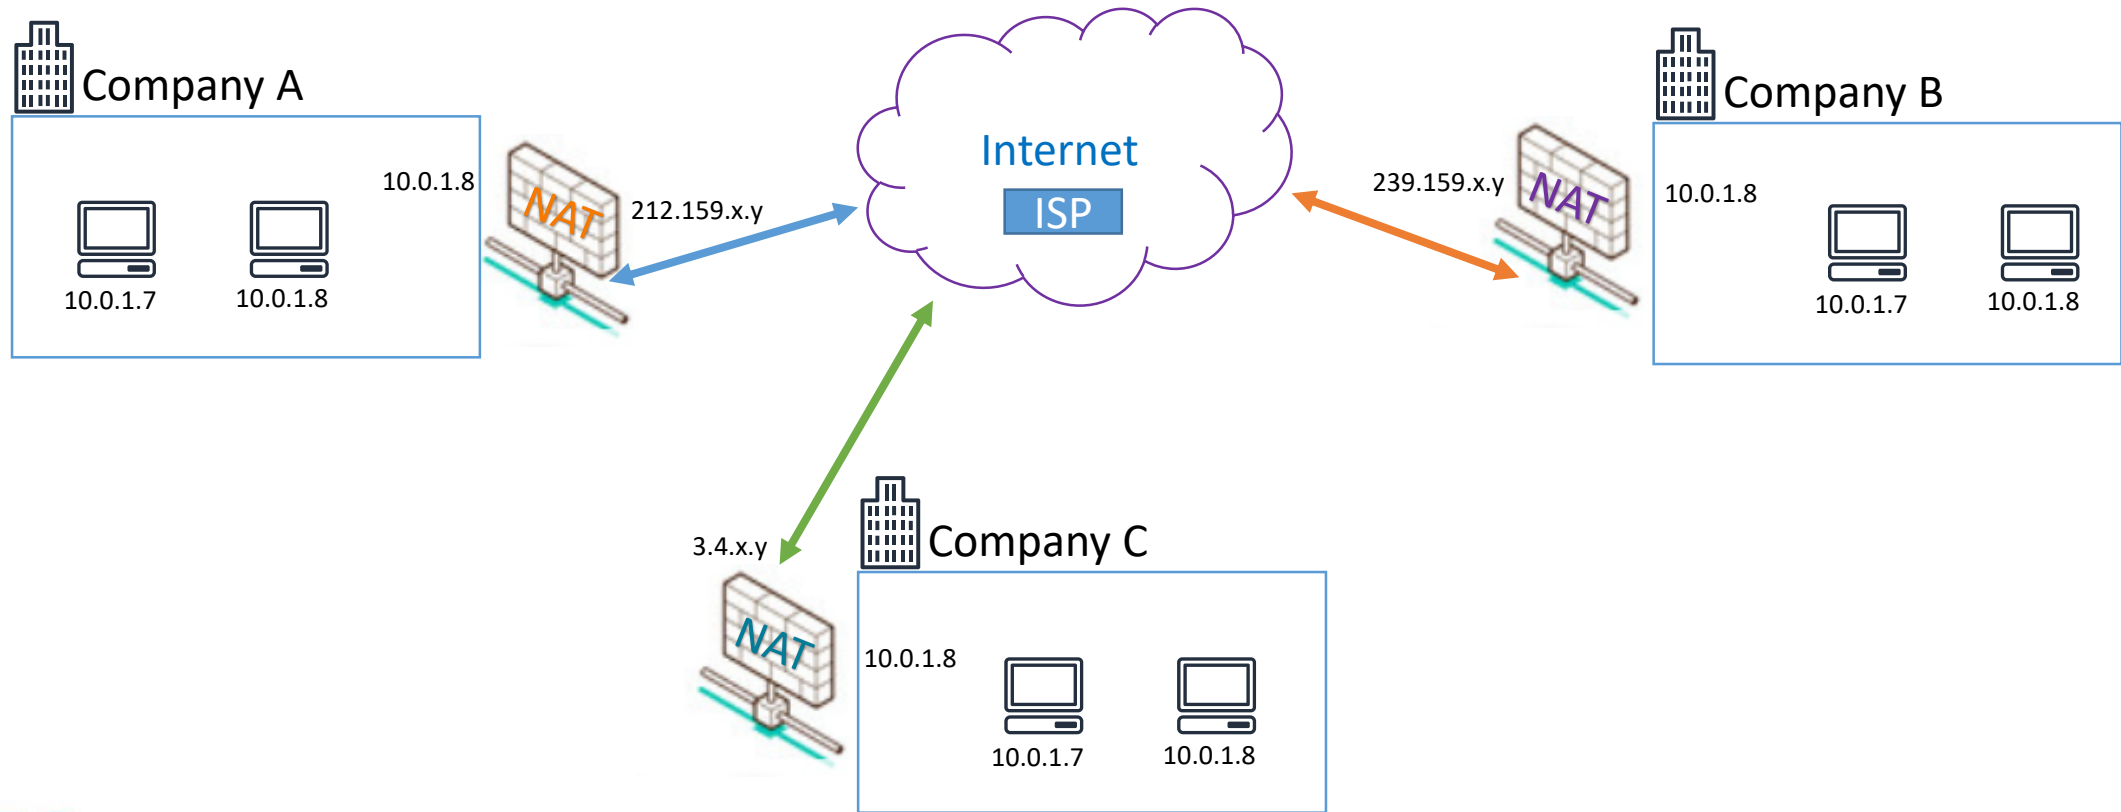 Company A
10.0.1.8
NAT
212.159.x.y
10.0.1.7
10.0.1.8
Internet
ISP
Company B
239.159.x.y
NAT
10.0.1.8
10.0.1.7
10.0.1.8
Company C
3.4.x.y
NAT
10.0.1.8
10.0.1.7
10.0.1.8